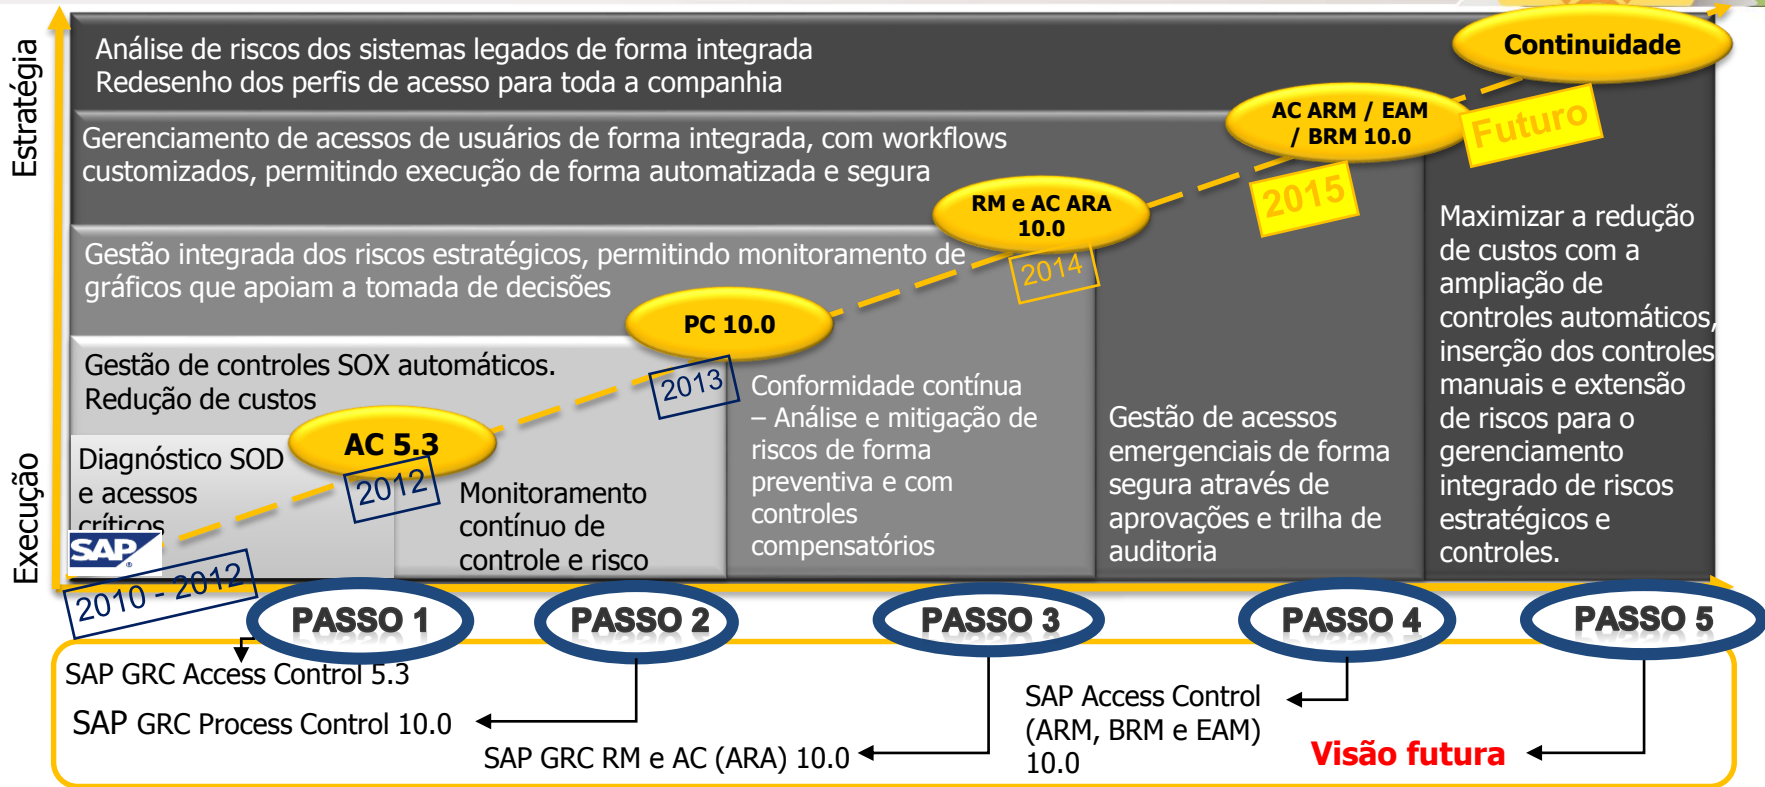 Estratégia
Execução
Análise de riscos dos sistemas legados de forma integrada
Redesenho dos perfis de acesso para toda a companhia
Continuidade
Futuro
Gerenciamento de acessos de usuários de forma integrada, com workflows
customizados, permitindo execução de forma automatizada e segura
AC ARM / EAM
/ BRM 10.0
2015
Gestão integrada dos riscos estratégicos, permitindo monitoramento de
gráficos que apoiam a tomada de decisões
RM e AC ARA
10.0
2014
Gestão de controles SOX automáticos.
Redução de custos
PC 10.0
2013
Diagnóstico SOD
e acessos
críticos
AC 5.3
2012
SAP
2010 - 2012
Monitoramento
contínuo de
controle e risco
Conformidade contínua
– Análise e mitigação de
riscos de forma
preventiva e com
controles
compensatórios
Gestão de acessos
emergenciais de forma
segura através de
aprovações e trilha de
auditoria
Maximizar a redução
de custos com a
ampliação de
controles automáticos,
inserção dos controles
manuais e extensão
de riscos para o
gerenciamento
integrado de riscos
estratégicos e
controles.
PASSO 1
PASSO 2
PASSO 3
PASSO 4
PASSO 5
SAP GRC Access Control 5.3
SAP GRC Process Control 10.0
SAP GRC RM e AC (ARA) 10.0
SAP Access Control
(ARM, BRM e EAM)
10.0
Visão futura